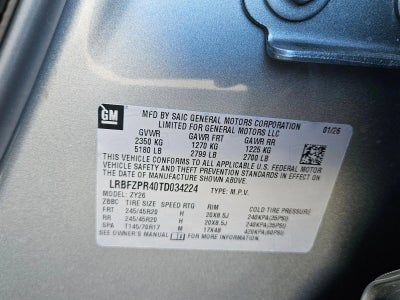 GM
MFD BY SAIC GENERAL MOTORS CORPORATION
LIMITED FOR GENERAL MOTORS LLC 01/26
GVWR GAWR FRT GAWR RR
2350 KG 1270 KG 1225 KG
5180 LB 2799 LB 2700 LB
THIS VEHICLE CONFORMS TO ALL APPLICABLE U.S. FEDERAL MOTOR
VEHICLE SAFETY AND THEFT PREVENTION STANDARDS IN EFFECT ON
THE DATE OF MANUFACTURE SHOWN ABOVE.
LRBFZPR40TD034224 TYPE: M.P.V.
MODEL: ZY26
ZBBC TIRE SIZE SPEED RTG RIM COLD TIRE PRESSURE
FRT 245/45R20 20X8.5J 240KPA(35PSI)
RR 245/45R20 20X8.5J 240KPA(35PSI)
SPA T145/70R17 M 17X4B 420KPA(60PSI)
SEE OWNER'S MANUAL